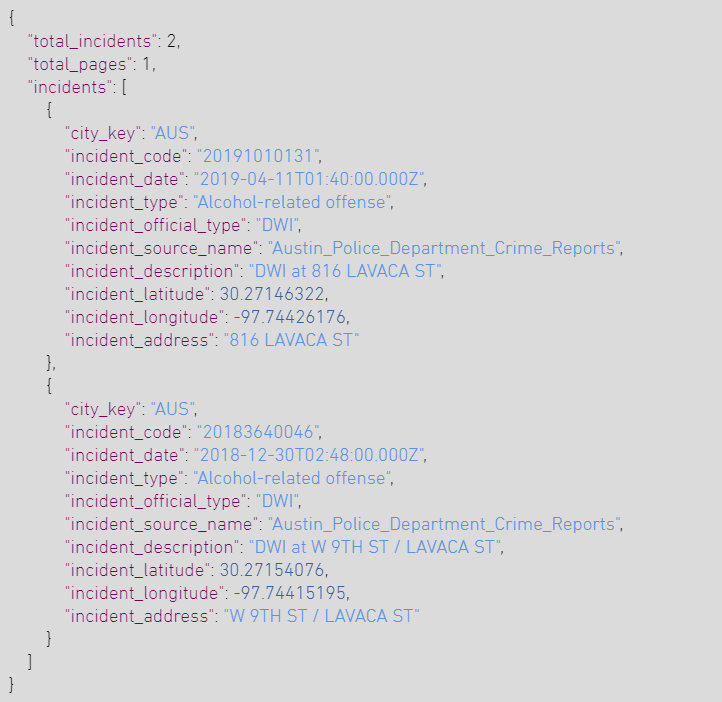 {
"total_incidents": 2,
"total_pages": 1,
"incidents": [
{
"city_key": "AUS",
"incident_code": "20191010131",
"incident_date": "2019-04-11T01:40:00.000Z",
"incident_type": "Alcohol-related offense",
"incident_official_type": "DWI",
"incident_source_name": "Austin_Police_Department_Crime_Reports",
"incident_description": "DWI at 816 LAVACA ST",
"incident_latitude": 30.27146322,
"incident_longitude": -97.74426176,
"incident_address": "816 LAVACA ST"
},
{
"city_key": "AUS",
"incident_code": "20183640046",
"incident_date": "2018-12-30T02:48:00.000Z",
"incident_type": "Alcohol-related offense",
"incident_official_type": "DWI",
"incident_source_name": "Austin_Police_Department_Crime_Reports",
"incident_description": "DWI at W 9TH ST / LAVACA ST",
"incident_latitude": 30.27154076,
"incident_longitude": -97.74415195,
"incident_address": "W 9TH ST / LAVACA ST"
}
]
}